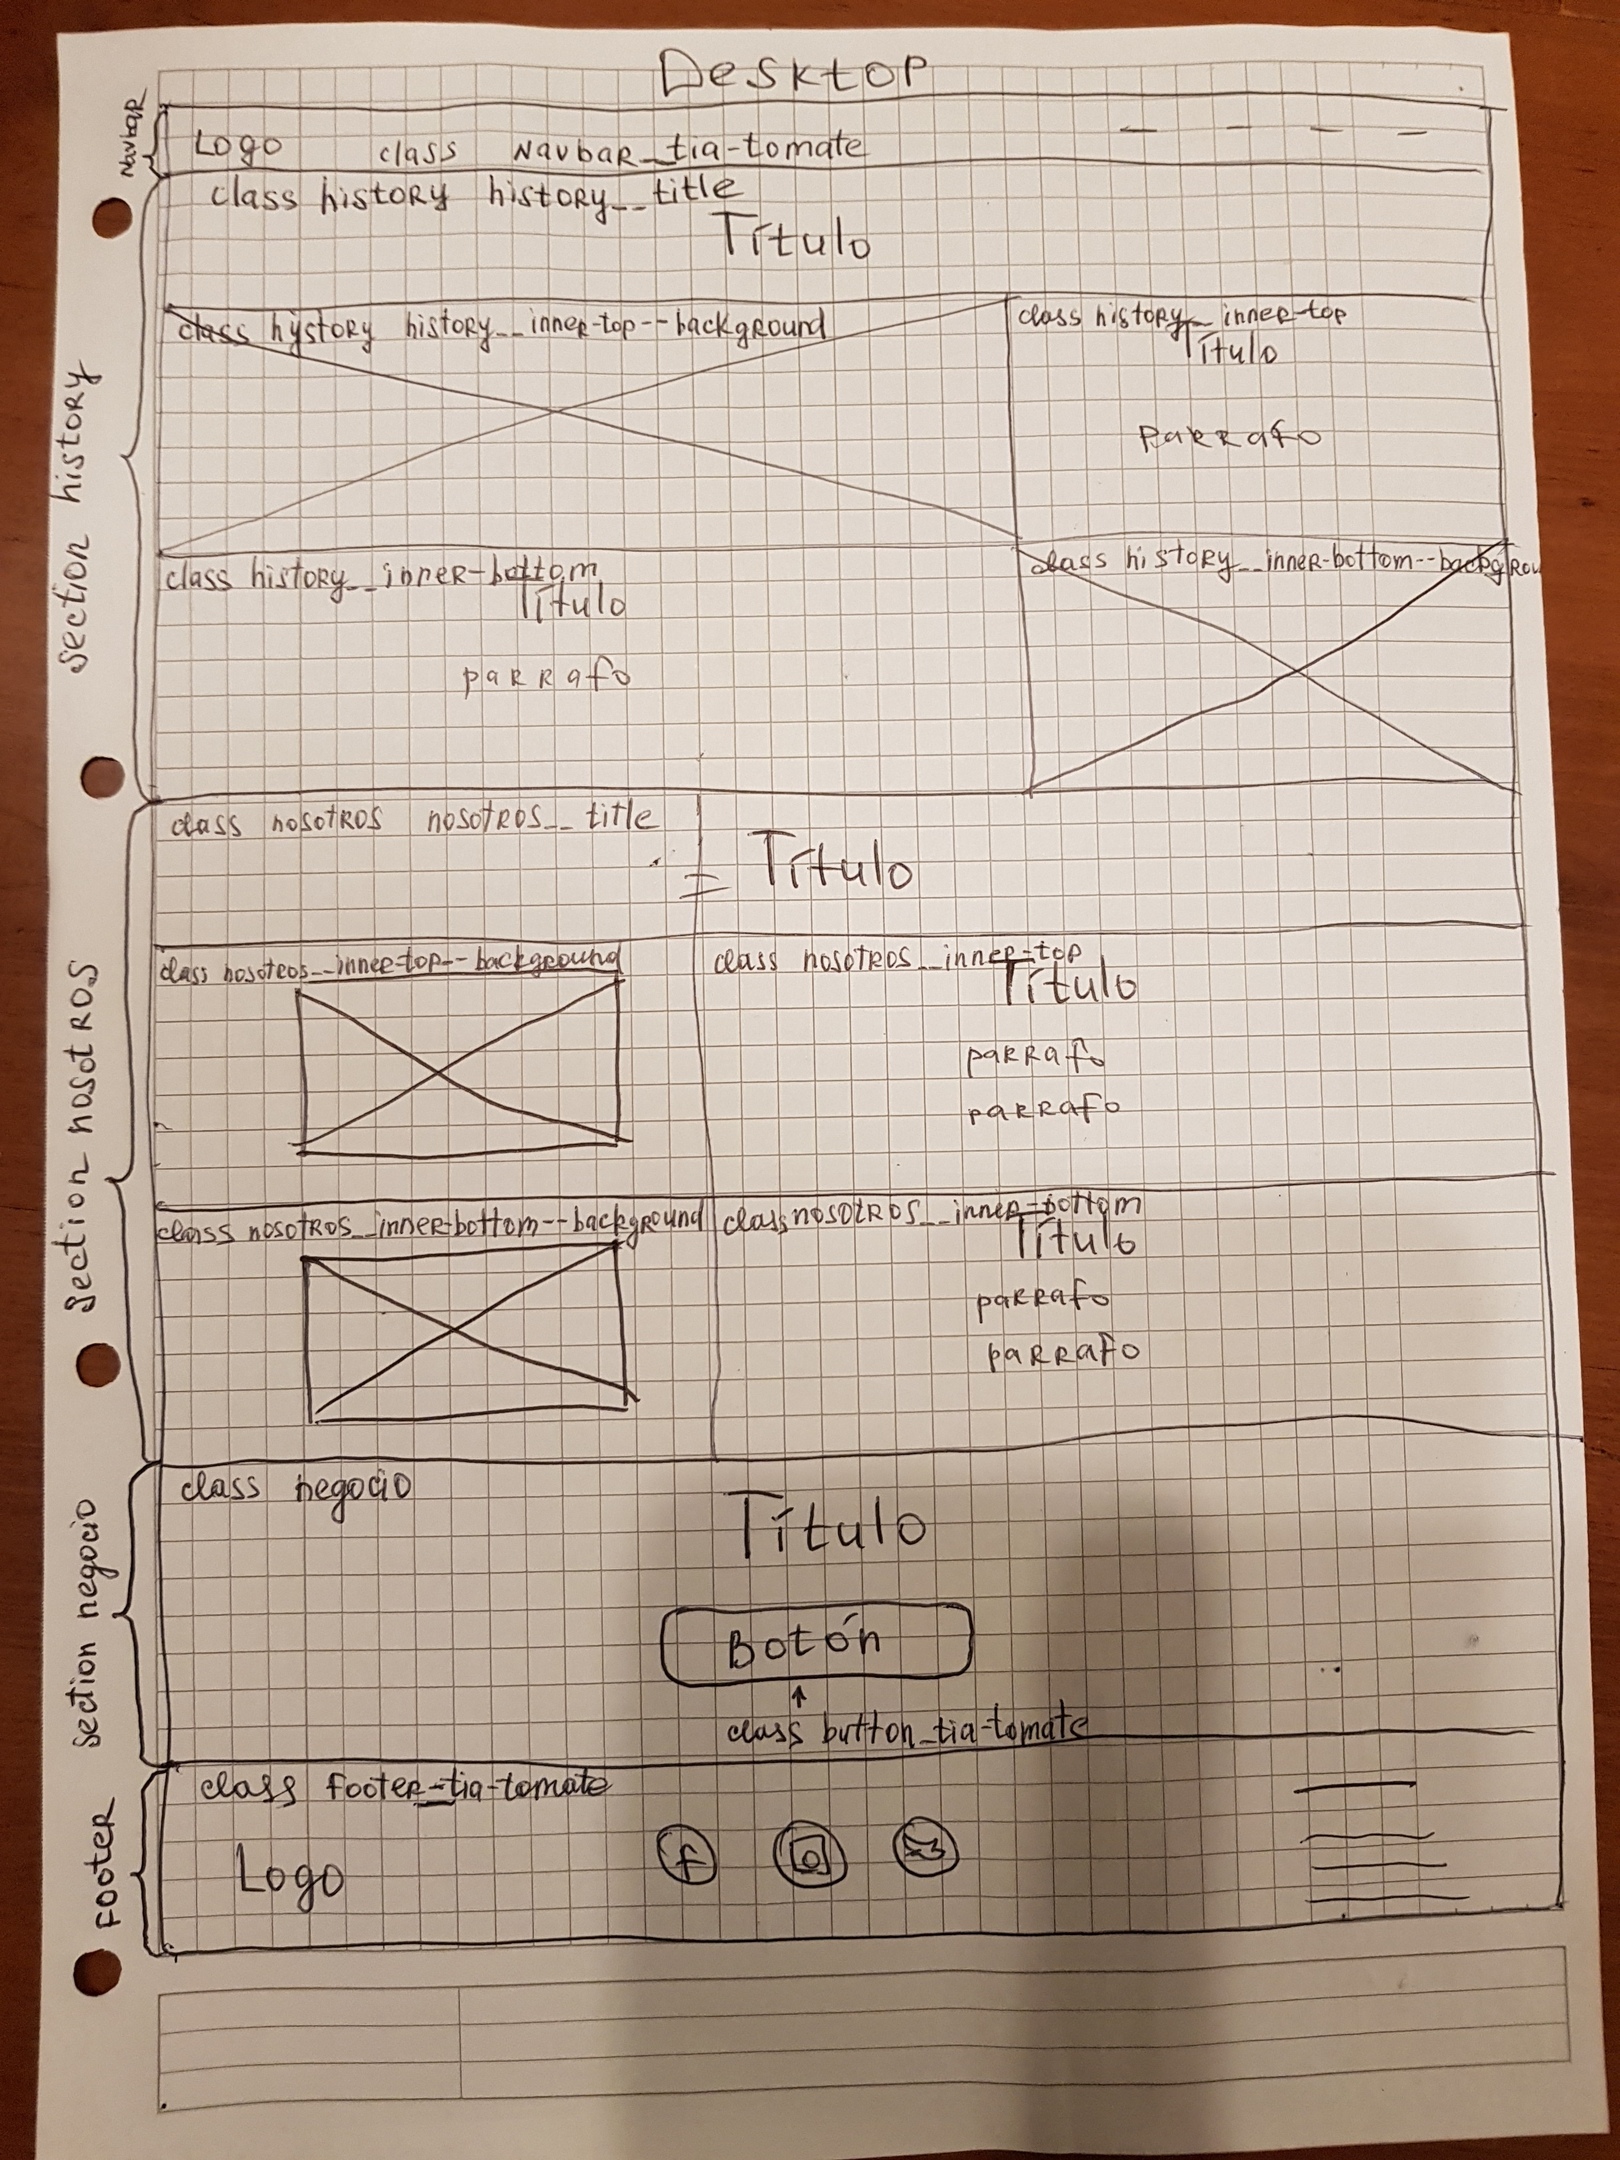 Desktop
Navbar
Logo class Navbar_tia-tomate
section history
class history history__title
Título
class hystory history__inner-top--background
class history__inner-top
Título
parrafo
class history__inner-bottom
Título
parrafo
class history__inner-bottom--backgrou
Section nosotros
class nosotros nosotros__title
Título
class nosotros__inner-top--background
class nosotros__inner-top
Título
parrafo
parrafo
class nosotros__inner-bottom--background
class nosotros__inner-bottom
Título
parrafo
parrafo
section negocio
class negocio
Título
Botón
class button_tia-tomate
Footer
class footer_tia-tomate
Logo
f